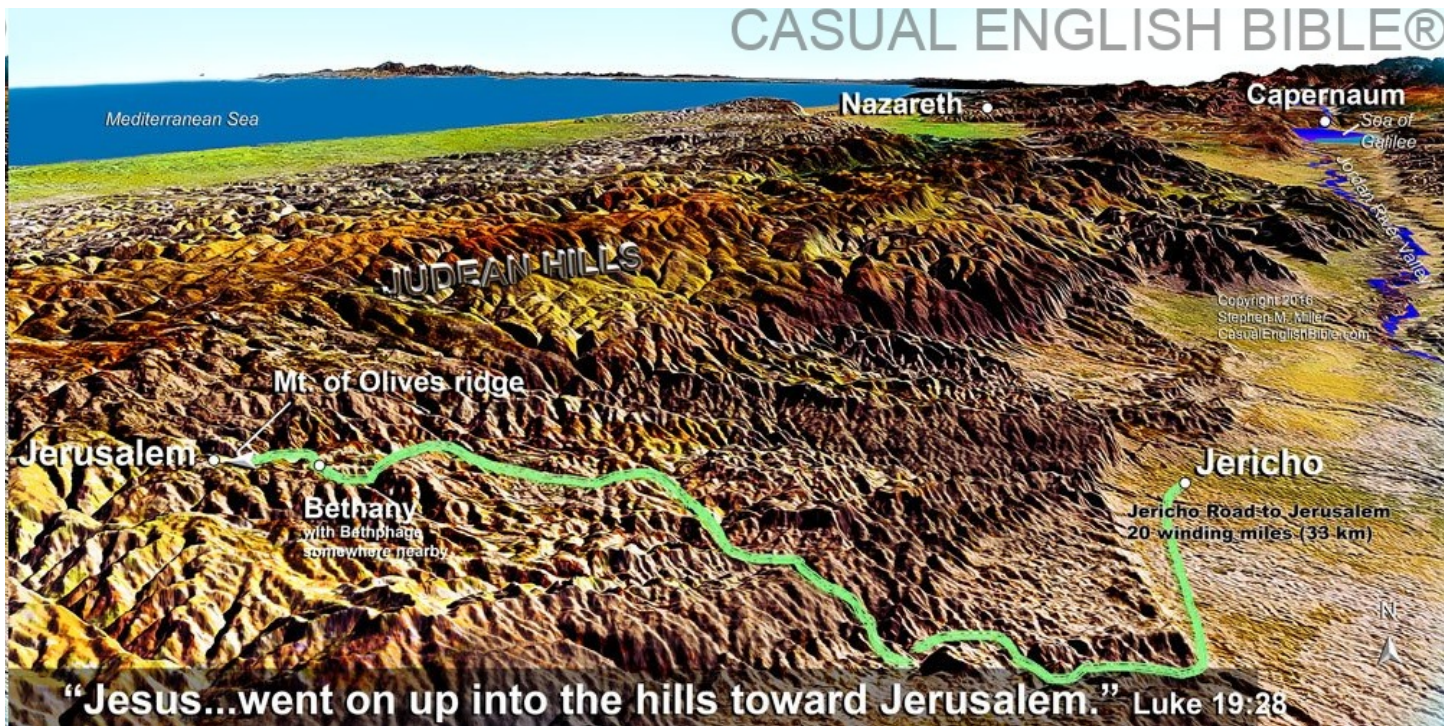 CASUAL ENGLISH BIBLE®
Mediterranean Sea
Nazareth
Capernaum
Sea of
Galilee
Jordan River Valley
JUDEAN HILLS
Copyright 2016
Stephen M. Miller
CasualEnglishBible.com
Mt. of Olives ridge
Jerusalem
Bethany
with Bethphage
somewhere nearby
Jericho
Jericho Road to Jerusalem
20 winding miles (33 km)
N
“Jesus...went on up into the hills toward Jerusalem.” Luke 19:28